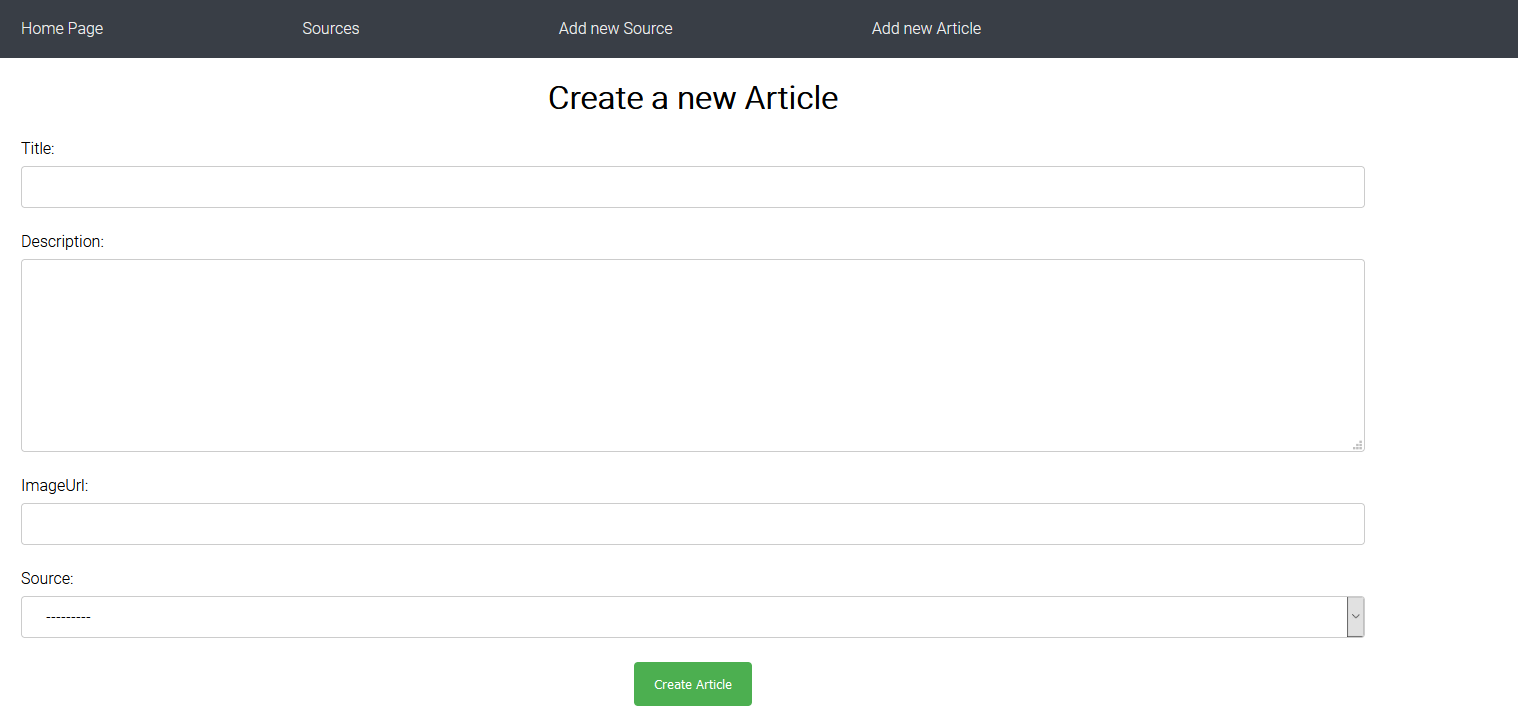 Home Page Sources Add new Source Add new Article
Create a new Article
Title:
Description:
ImageUrl:
Source:
---------
Create Article